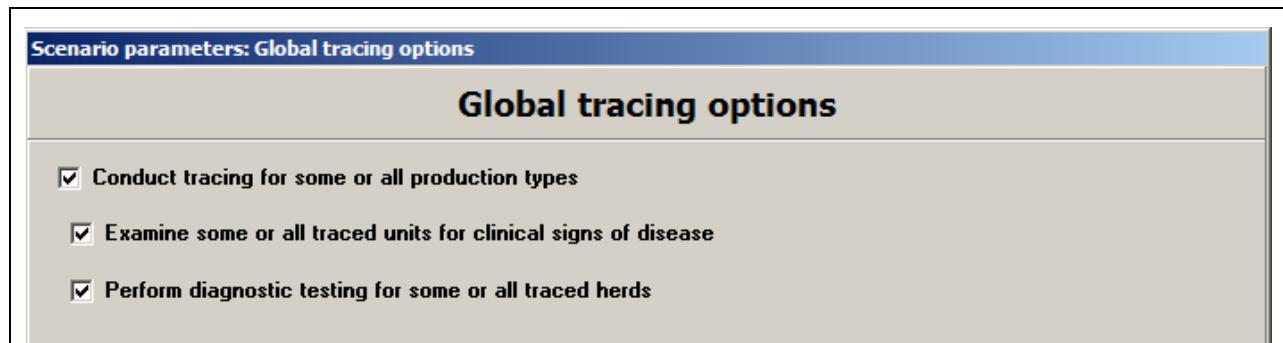 Scenario parameters: Global tracing options
Global tracing options
Conduct tracing for some or all production types
Examine some or all traced units for clinical signs of disease
Perform diagnostic testing for some or all traced herds